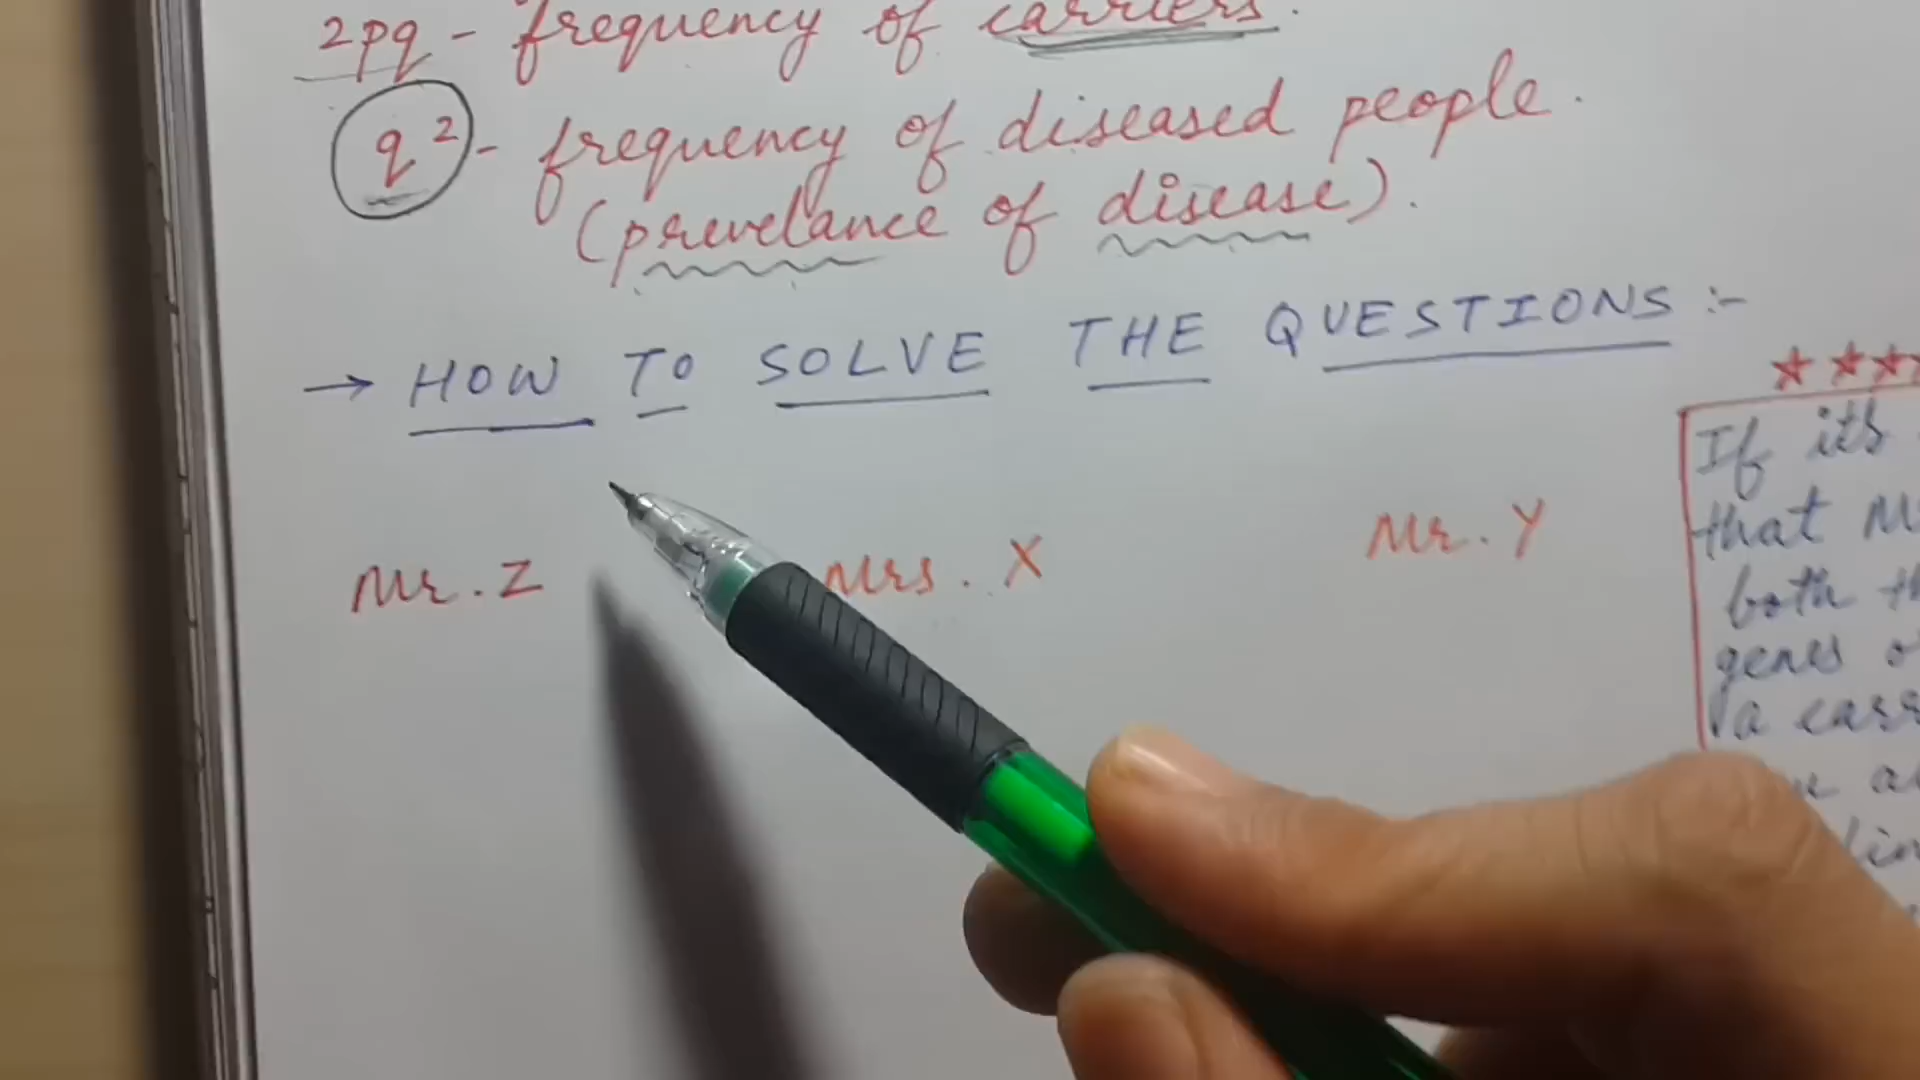 2pq - frequency of carriers.
q² - frequency of diseased people.
(prevelance of disease).
→ HOW TO SOLVE THE QUESTIONS :-
Mr. Z Mrs. X Mr. Y
If its
that
both
genes
a